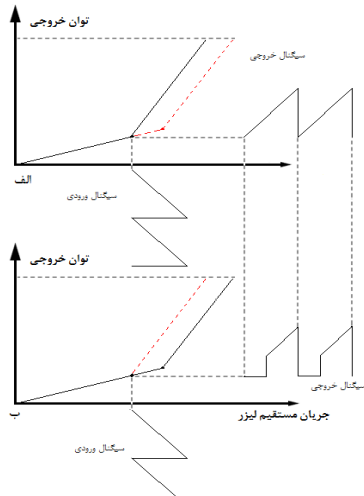 توان خروجی
سیگنال خروجی
الف
سیگنال ورودی
توان خروجی
سیگنال خروجی
ب
جریان مستقیم لیزر
سیگنال ورودی